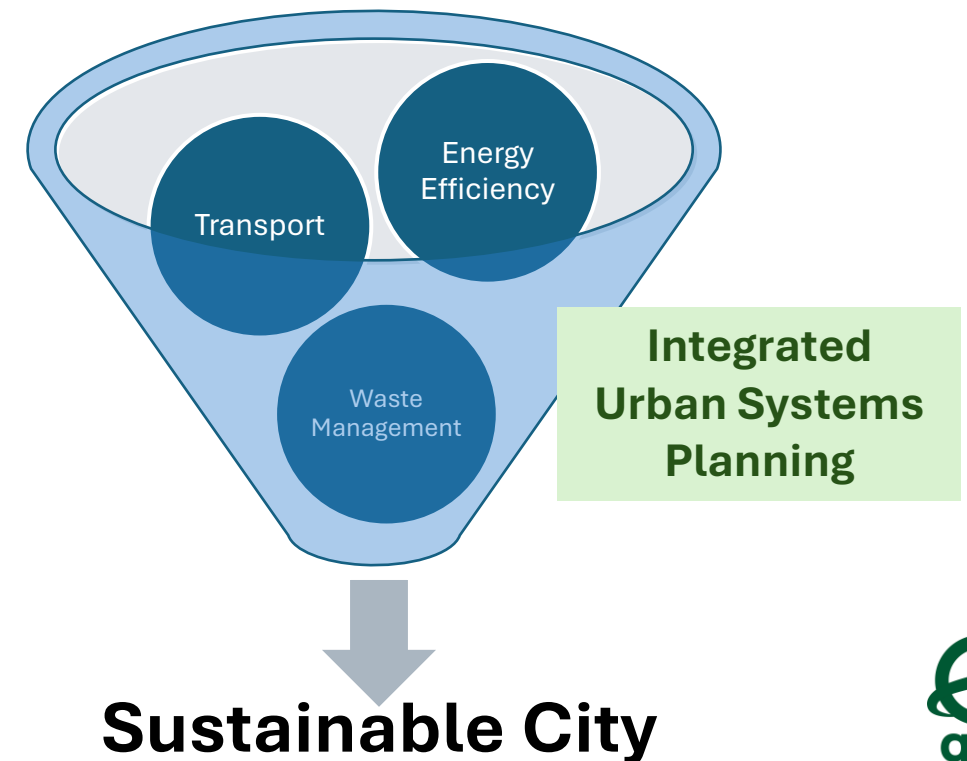 Energy
Efficiency
Transport
Waste
Management
Integrated
Urban Systems
Planning
Sustainable City